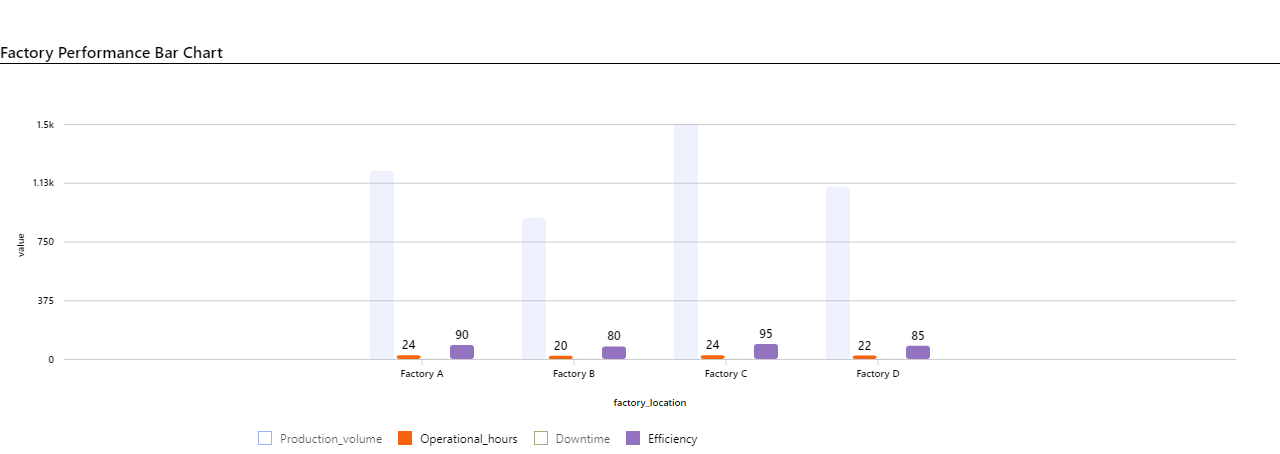 Factory Performance Bar Chart
1.5k
1.13k
750
375
0
value
24
90
20
80
24
95
22
85
Factory A
Factory B
Factory C
Factory D
factory_location
Production_volume
Operational_hours
Downtime
Efficiency